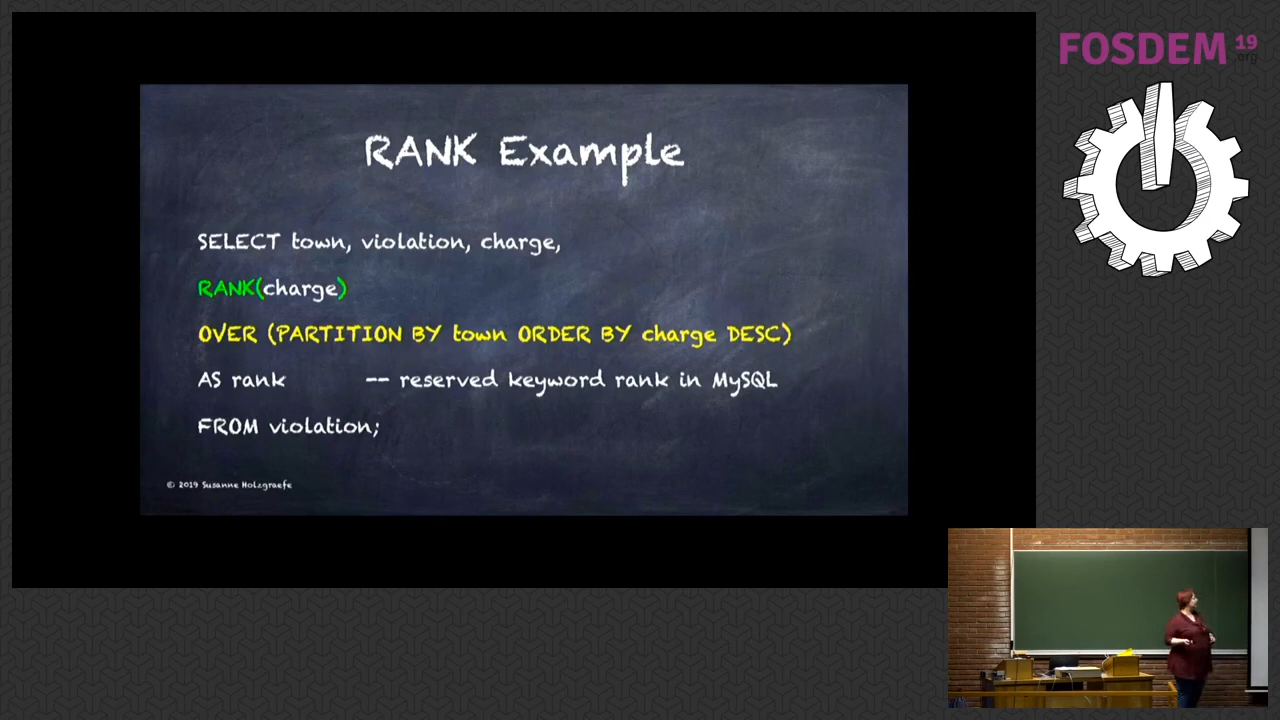 FOSDEM 19
.org
RANK Example
SELECT town, violation, charge,
RANK(charge)
OVER (PARTITION BY town ORDER BY charge DESC)
AS rank -- reserved keyword rank in MySQL
FROM violation;
© 2019 Susanne Holzgraefe